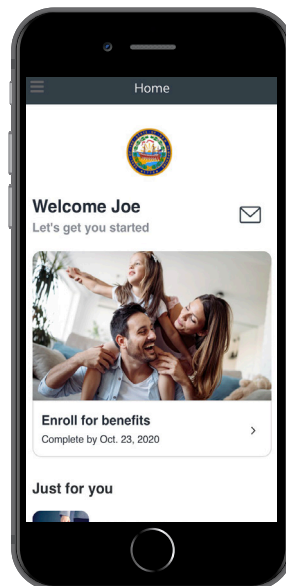 Home
Welcome Joe
Let's get you started
Enroll for benefits
Complete by Oct. 23, 2020
Just for you